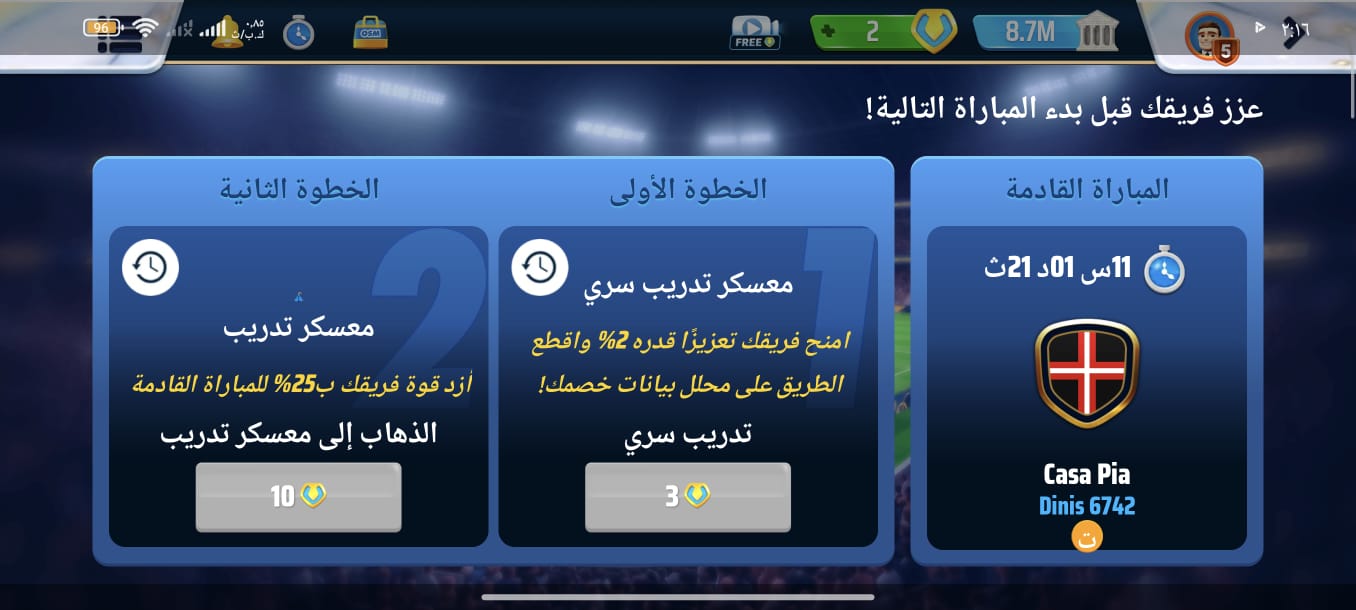 96
٠٫٨٥
ك.ب/ث
OSM
FREE
2
8.7M
5
٢:١٦
عزز فريقك قبل بدء المباراة التالية!
المباراة القادمة
11س 01د 21ث
Casa Pia
Dinis 6742
ت
الخطوة الأولى
1
معسكر تدريب سري
امنح فريقك تعزيزًا قدره 2% واقطع
الطريق على محلل بيانات خصمك!
تدريب سري
3
الخطوة الثانية
2
معسكر تدريب
أزد قوة فريقك ب25% للمباراة القادمة
الذهاب إلى معسكر تدريب
10